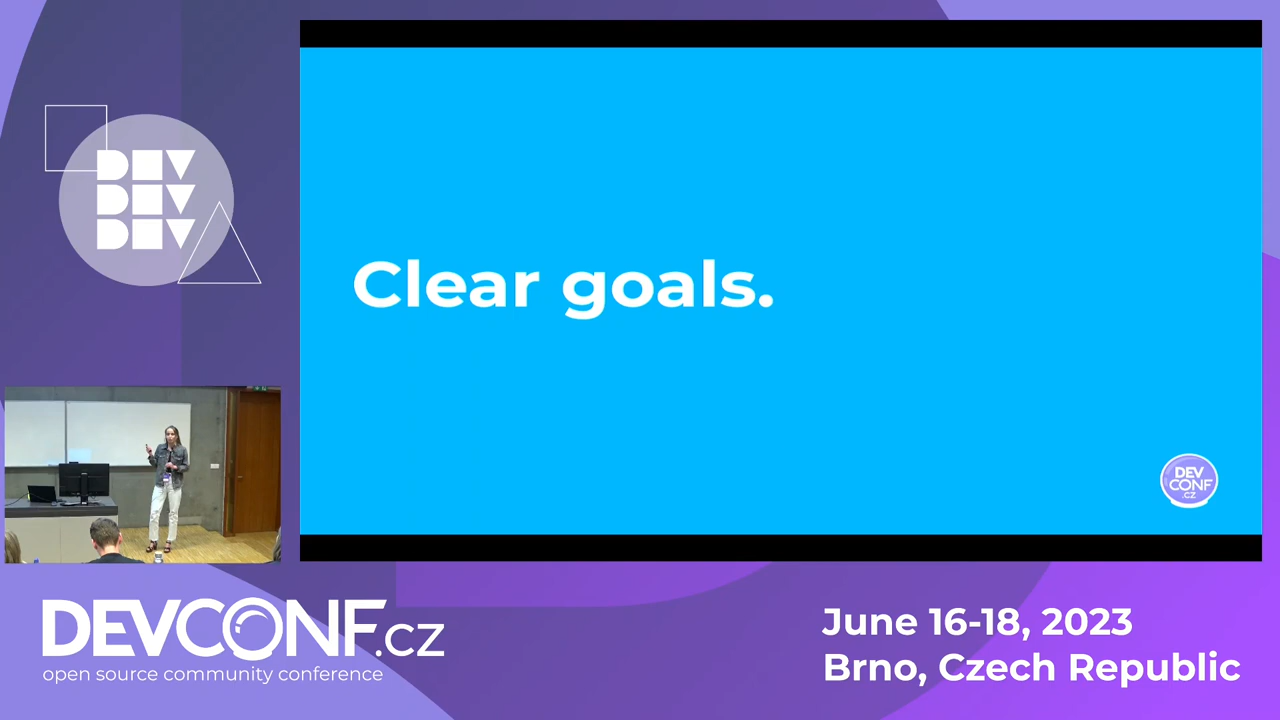 DEV
DEV
DEV
Clear goals.
DEV
CONF
.CZ
DEVCONF.cz
open source community conference
June 16-18, 2023
Brno, Czech Republic